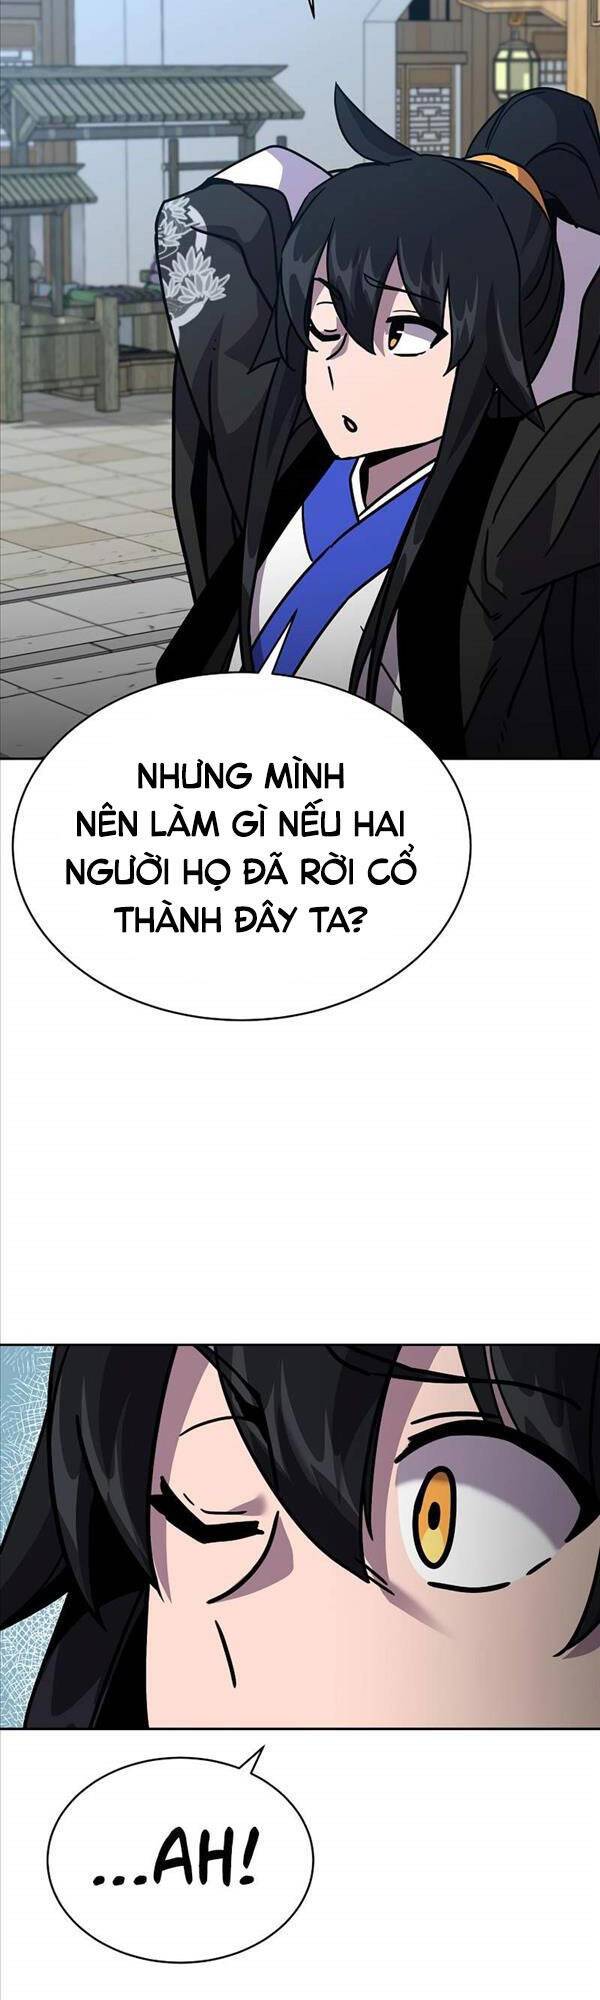 NHƯNG MÌNH
NÊN LÀM GÌ NẾU HAI
NGƯỜI HỌ ĐÃ RỜI CỔ
THÀNH ĐÂY TA?
...AH!